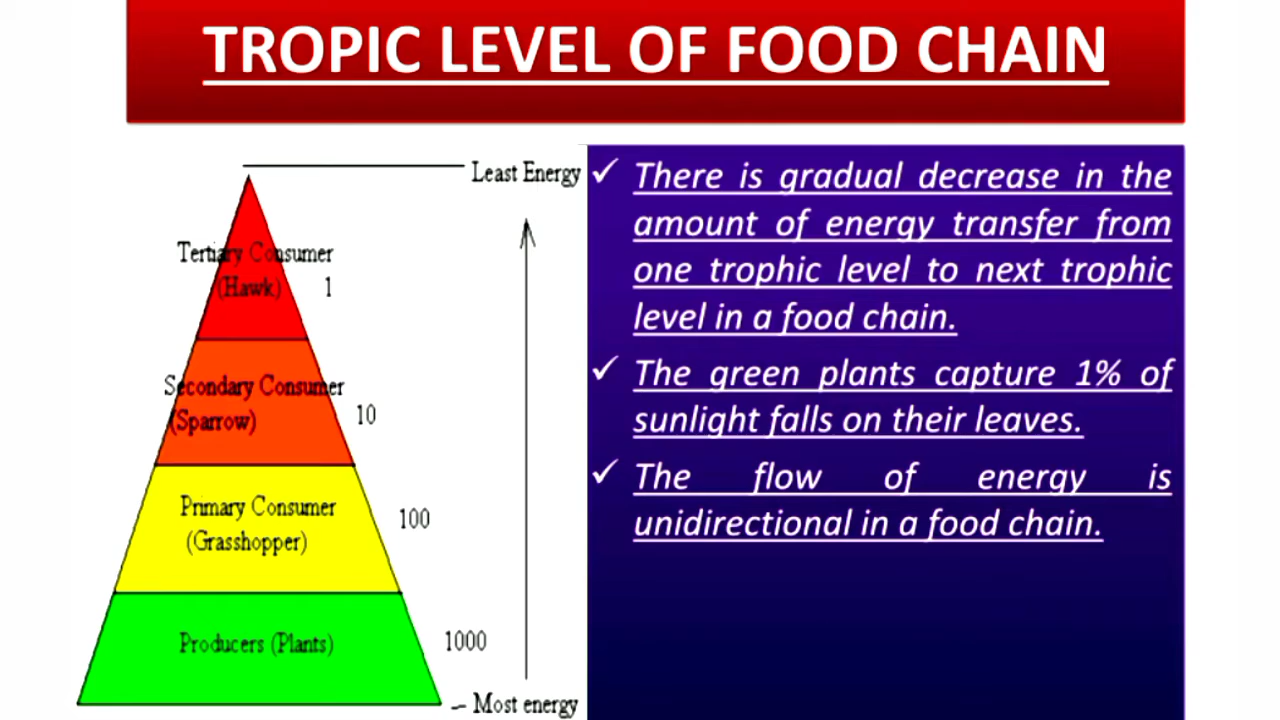 TROPIC LEVEL OF FOOD CHAIN
Least Energy
Tertiary Consumer
(Hawk) 1
Secondary Consumer
(Sparrow) 10
Primary Consumer
(Grasshopper) 100
Producers (Plants) 1000
Most energy
✓ There is gradual decrease in the
amount of energy transfer from
one trophic level to next trophic
level in a food chain.
✓ The green plants capture 1% of
sunlight falls on their leaves.
✓ The flow of energy is
unidirectional in a food chain.